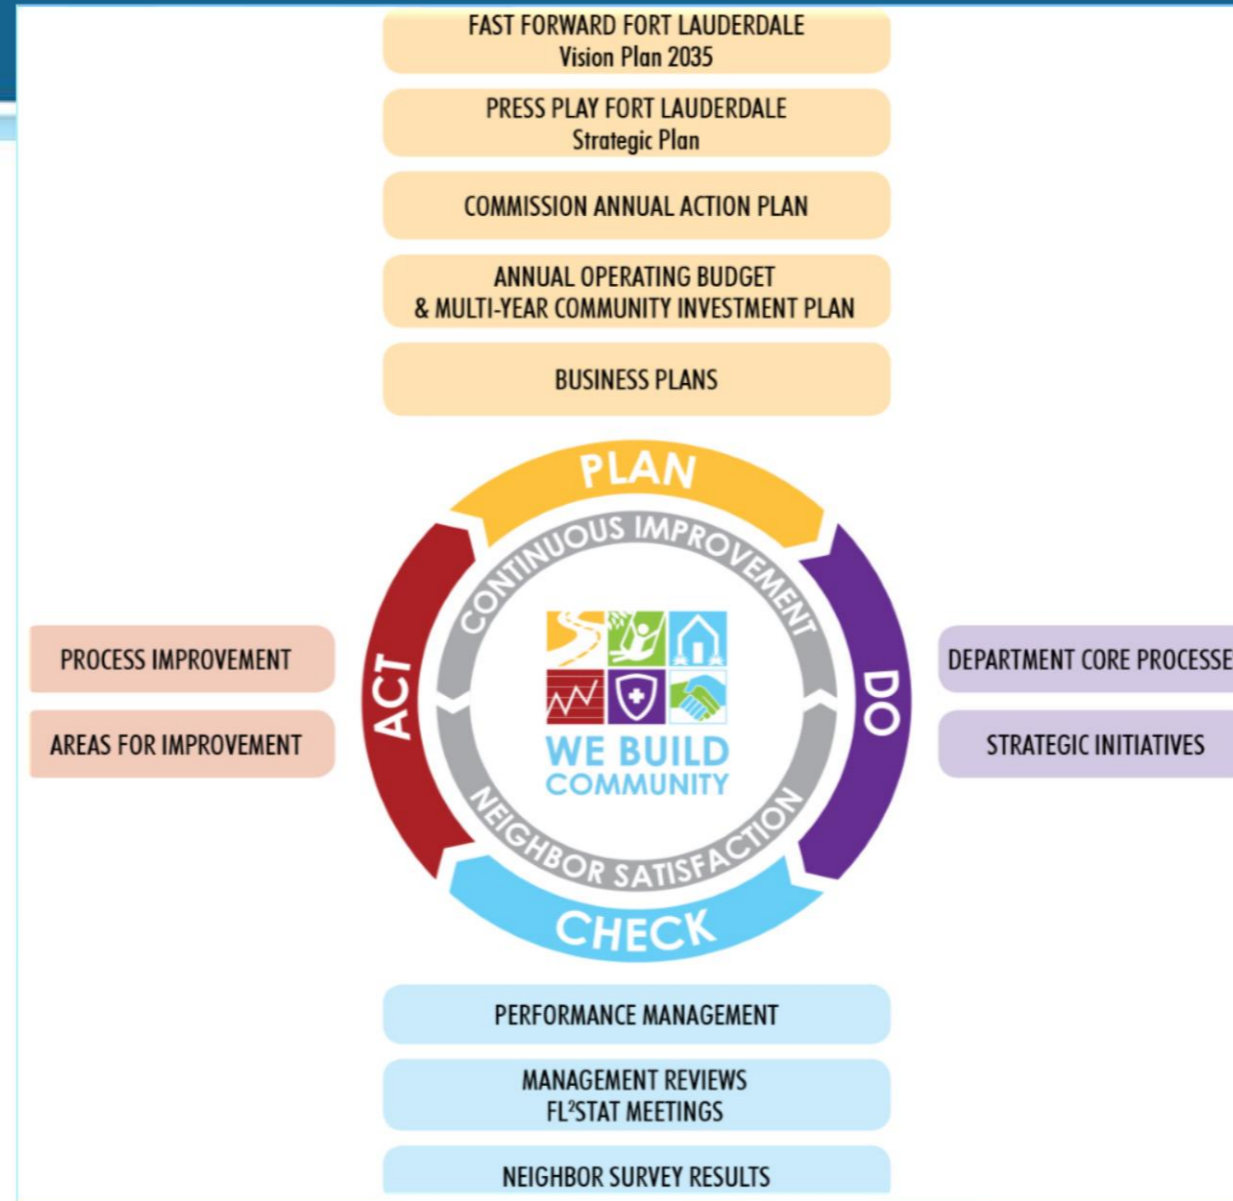 FAST FORWARD FORT LAUDERDALE
Vision Plan 2035
PRESS PLAY FORT LAUDERDALE
Strategic Plan
COMMISSION ANNUAL ACTION PLAN
ANNUAL OPERATING BUDGET
& MULTI-YEAR COMMUNITY INVESTMENT PLAN
BUSINESS PLANS
PLAN
CONTINUOUS IMPROVEMENT
ACT
PROCESS IMPROVEMENT
AREAS FOR IMPROVEMENT
WE BUILD
COMMUNITY
DO
DEPARTMENT CORE PROCESSE
STRATEGIC INITIATIVES
NEIGHBOR SATISFACTION
CHECK
PERFORMANCE MANAGEMENT
MANAGEMENT REVIEWS
FL²STAT MEETINGS
NEIGHBOR SURVEY RESULTS